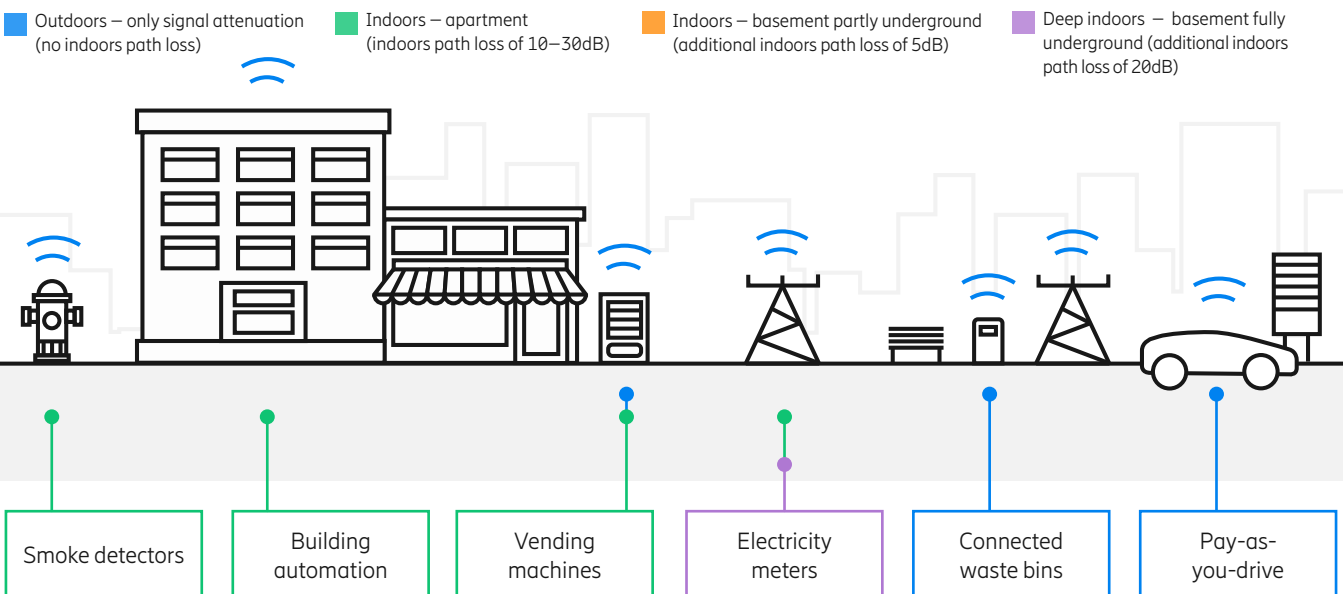 Outdoors – only signal attenuation
(no indoors path loss)
Indoors – apartment
(indoors path loss of 10–30dB)
Indoors – basement partly underground
(additional indoors path loss of 5dB)
Deep indoors – basement fully
underground (additional indoors
path loss of 20dB)
Smoke detectors
Building
automation
Vending
machines
Electricity
meters
Connected
waste bins
Pay-as-
you-drive